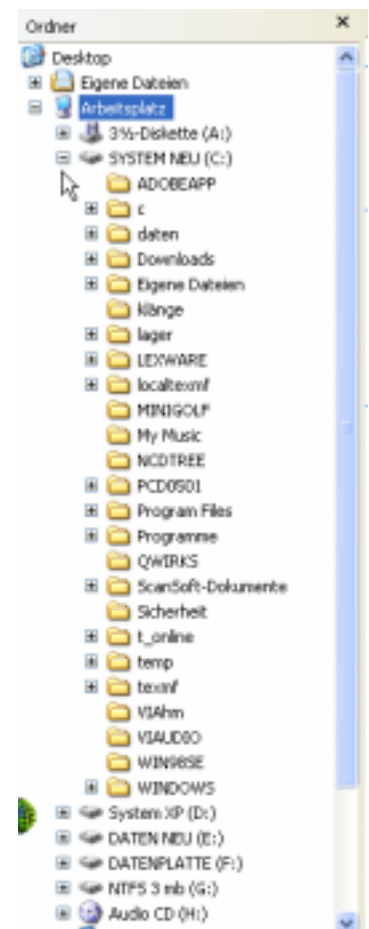 Ordner
Desktop
Eigene Dateien
Arbeitsplatz
3½-Diskette (A:)
SYSTEM NEU (C:)
ADOBEAPP
c
daten
Downloads
Eigene Dateien
klänge
lager
LEXWARE
localtexmf
MINIGOLF
My Music
NCDTREE
PCD0501
Program Files
Programme
QWIRKS
ScanSoft-Dokumente
Sicherheit
t_online
temp
texmf
VIAhm
VIAUDIO
WIN98SE
WINDOWS
System XP (D:)
DATEN NEU (E:)
DATENPLATTE (F:)
NTFS 3 mb (G:)
Audio CD (H:)